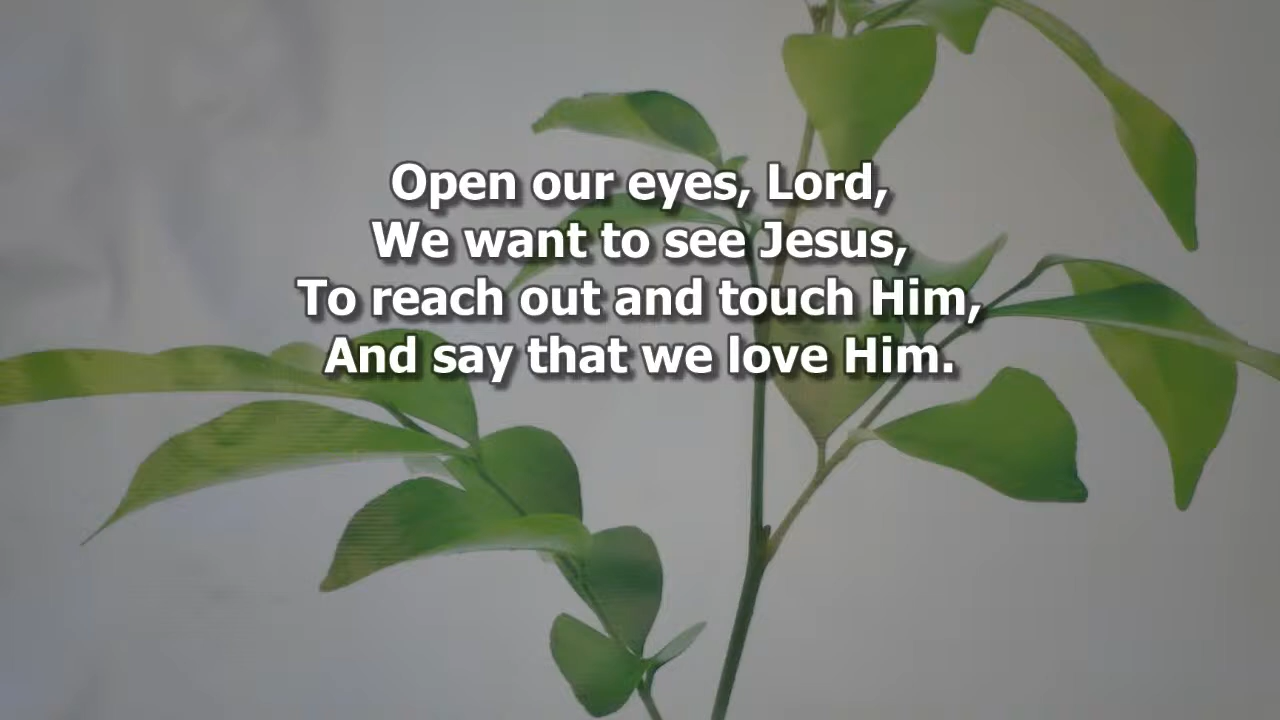 Open our eyes, Lord,
We want to see Jesus,
To reach out and touch Him,
And say that we love Him.